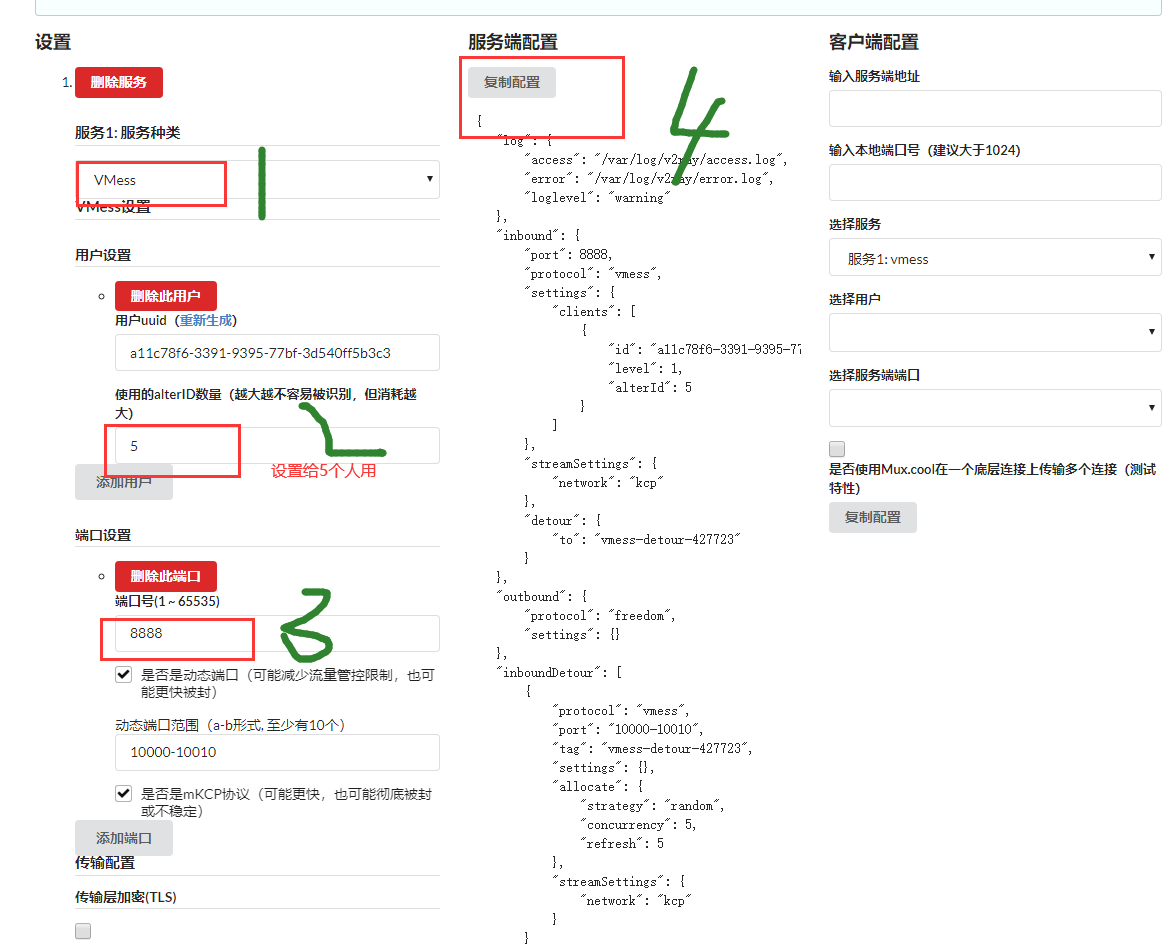 设置
1.
删除服务
服务1: 服务种类
VMess
VMess设置
用户设置
删除此用户
用户uuid（重新生成）
a11c78f6-3391-9395-77bf-3d540ff5b3c3
使用的alterID数量（越大越不容易被识别，但消耗越
大）
5
设置给5个人用
添加用户
端口设置
删除此端口
端口号(1 ~ 65535)
8888
是否是动态端口（可能减少流量管控限制，也可
能更快被封）
动态端口范围（a-b形式, 至少有10个）
10000-10010
是否是mKCP协议（可能更快，也可能彻底被封
或不稳定）
添加端口
传输配置
传输层加密(TLS)
1
2
3
服务端配置
复制配置
4
{
"log": {
"access": "/var/log/v2ray/access.log",
"error": "/var/log/v2ray/error.log",
"loglevel": "warning"
},
"inbound": {
"port": 8888,
"protocol": "vmess",
"settings": {
"clients": [
{
"id": "a11c78f6-3391-9395-77
"level": 1,
"alterId": 5
}
]
},
"streamSettings": {
"network": "kcp"
},
"detour": {
"to": "vmess-detour-427723"
}
},
"outbound": {
"protocol": "freedom",
"settings": {}
},
"inboundDetour": [
{
"protocol": "vmess",
"port": "10000-10010",
"tag": "vmess-detour-427723",
"settings": {},
"allocate": {
"strategy": "random",
"concurrency": 5,
"refresh": 5
},
"streamSettings": {
"network": "kcp"
}
}
客户端配置
输入服务端地址
输入本地端口号（建议大于1024）
选择服务
服务1: vmess
选择用户
选择服务端端口
是否使用Mux.cool在一个底层连接上传输多个连接（测试
特性）
复制配置